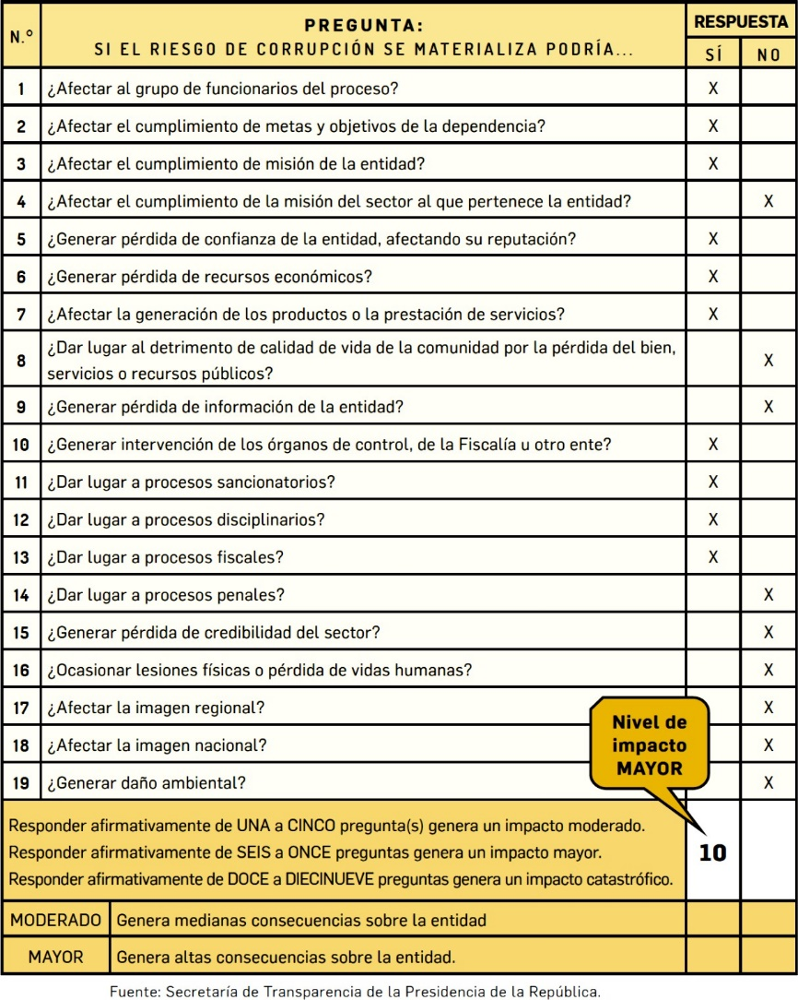 N.° PREGUNTA: RESPUESTA
SI EL RIESGO DE CORRUPCIÓN SE MATERIALIZA PODRÍA... SÍ NO
1 ¿Afectar al grupo de funcionarios del proceso? X
2 ¿Afectar el cumplimiento de metas y objetivos de la dependencia? X
3 ¿Afectar el cumplimiento de misión de la entidad? X
4 ¿Afectar el cumplimiento de la misión del sector al que pertenece la entidad? X
5 ¿Generar pérdida de confianza de la entidad, afectando su reputación? X
6 ¿Generar pérdida de recursos económicos? X
7 ¿Afectar la generación de los productos o la prestación de servicios? X
8 ¿Dar lugar al detrimento de calidad de vida de la comunidad por la pérdida del bien,
servicios o recursos públicos? X
9 ¿Generar pérdida de información de la entidad? X
10 ¿Generar intervención de los órganos de control, de la Fiscalía u otro ente? X
11 ¿Dar lugar a procesos sancionatorios? X
12 ¿Dar lugar a procesos disciplinarios? X
13 ¿Dar lugar a procesos fiscales? X
14 ¿Dar lugar a procesos penales? X
15 ¿Generar pérdida de credibilidad del sector? X
16 ¿Ocasionar lesiones físicas o pérdida de vidas humanas? X
17 ¿Afectar la imagen regional? X
18 ¿Afectar la imagen nacional? X
19 ¿Generar daño ambiental? X
Nivel de
impacto
MAYOR
Responder afirmativamente de UNA a CINCO pregunta(s) genera un impacto moderado.
Responder afirmativamente de SEIS a ONCE preguntas genera un impacto mayor.
Responder afirmativamente de DOCE a DIECINUEVE preguntas genera un impacto catastrófico.
10
MODERADO Genera medianas consecuencias sobre la entidad
MAYOR Genera altas consecuencias sobre la entidad.
Fuente: Secretaría de Transparencia de la Presidencia de la República.